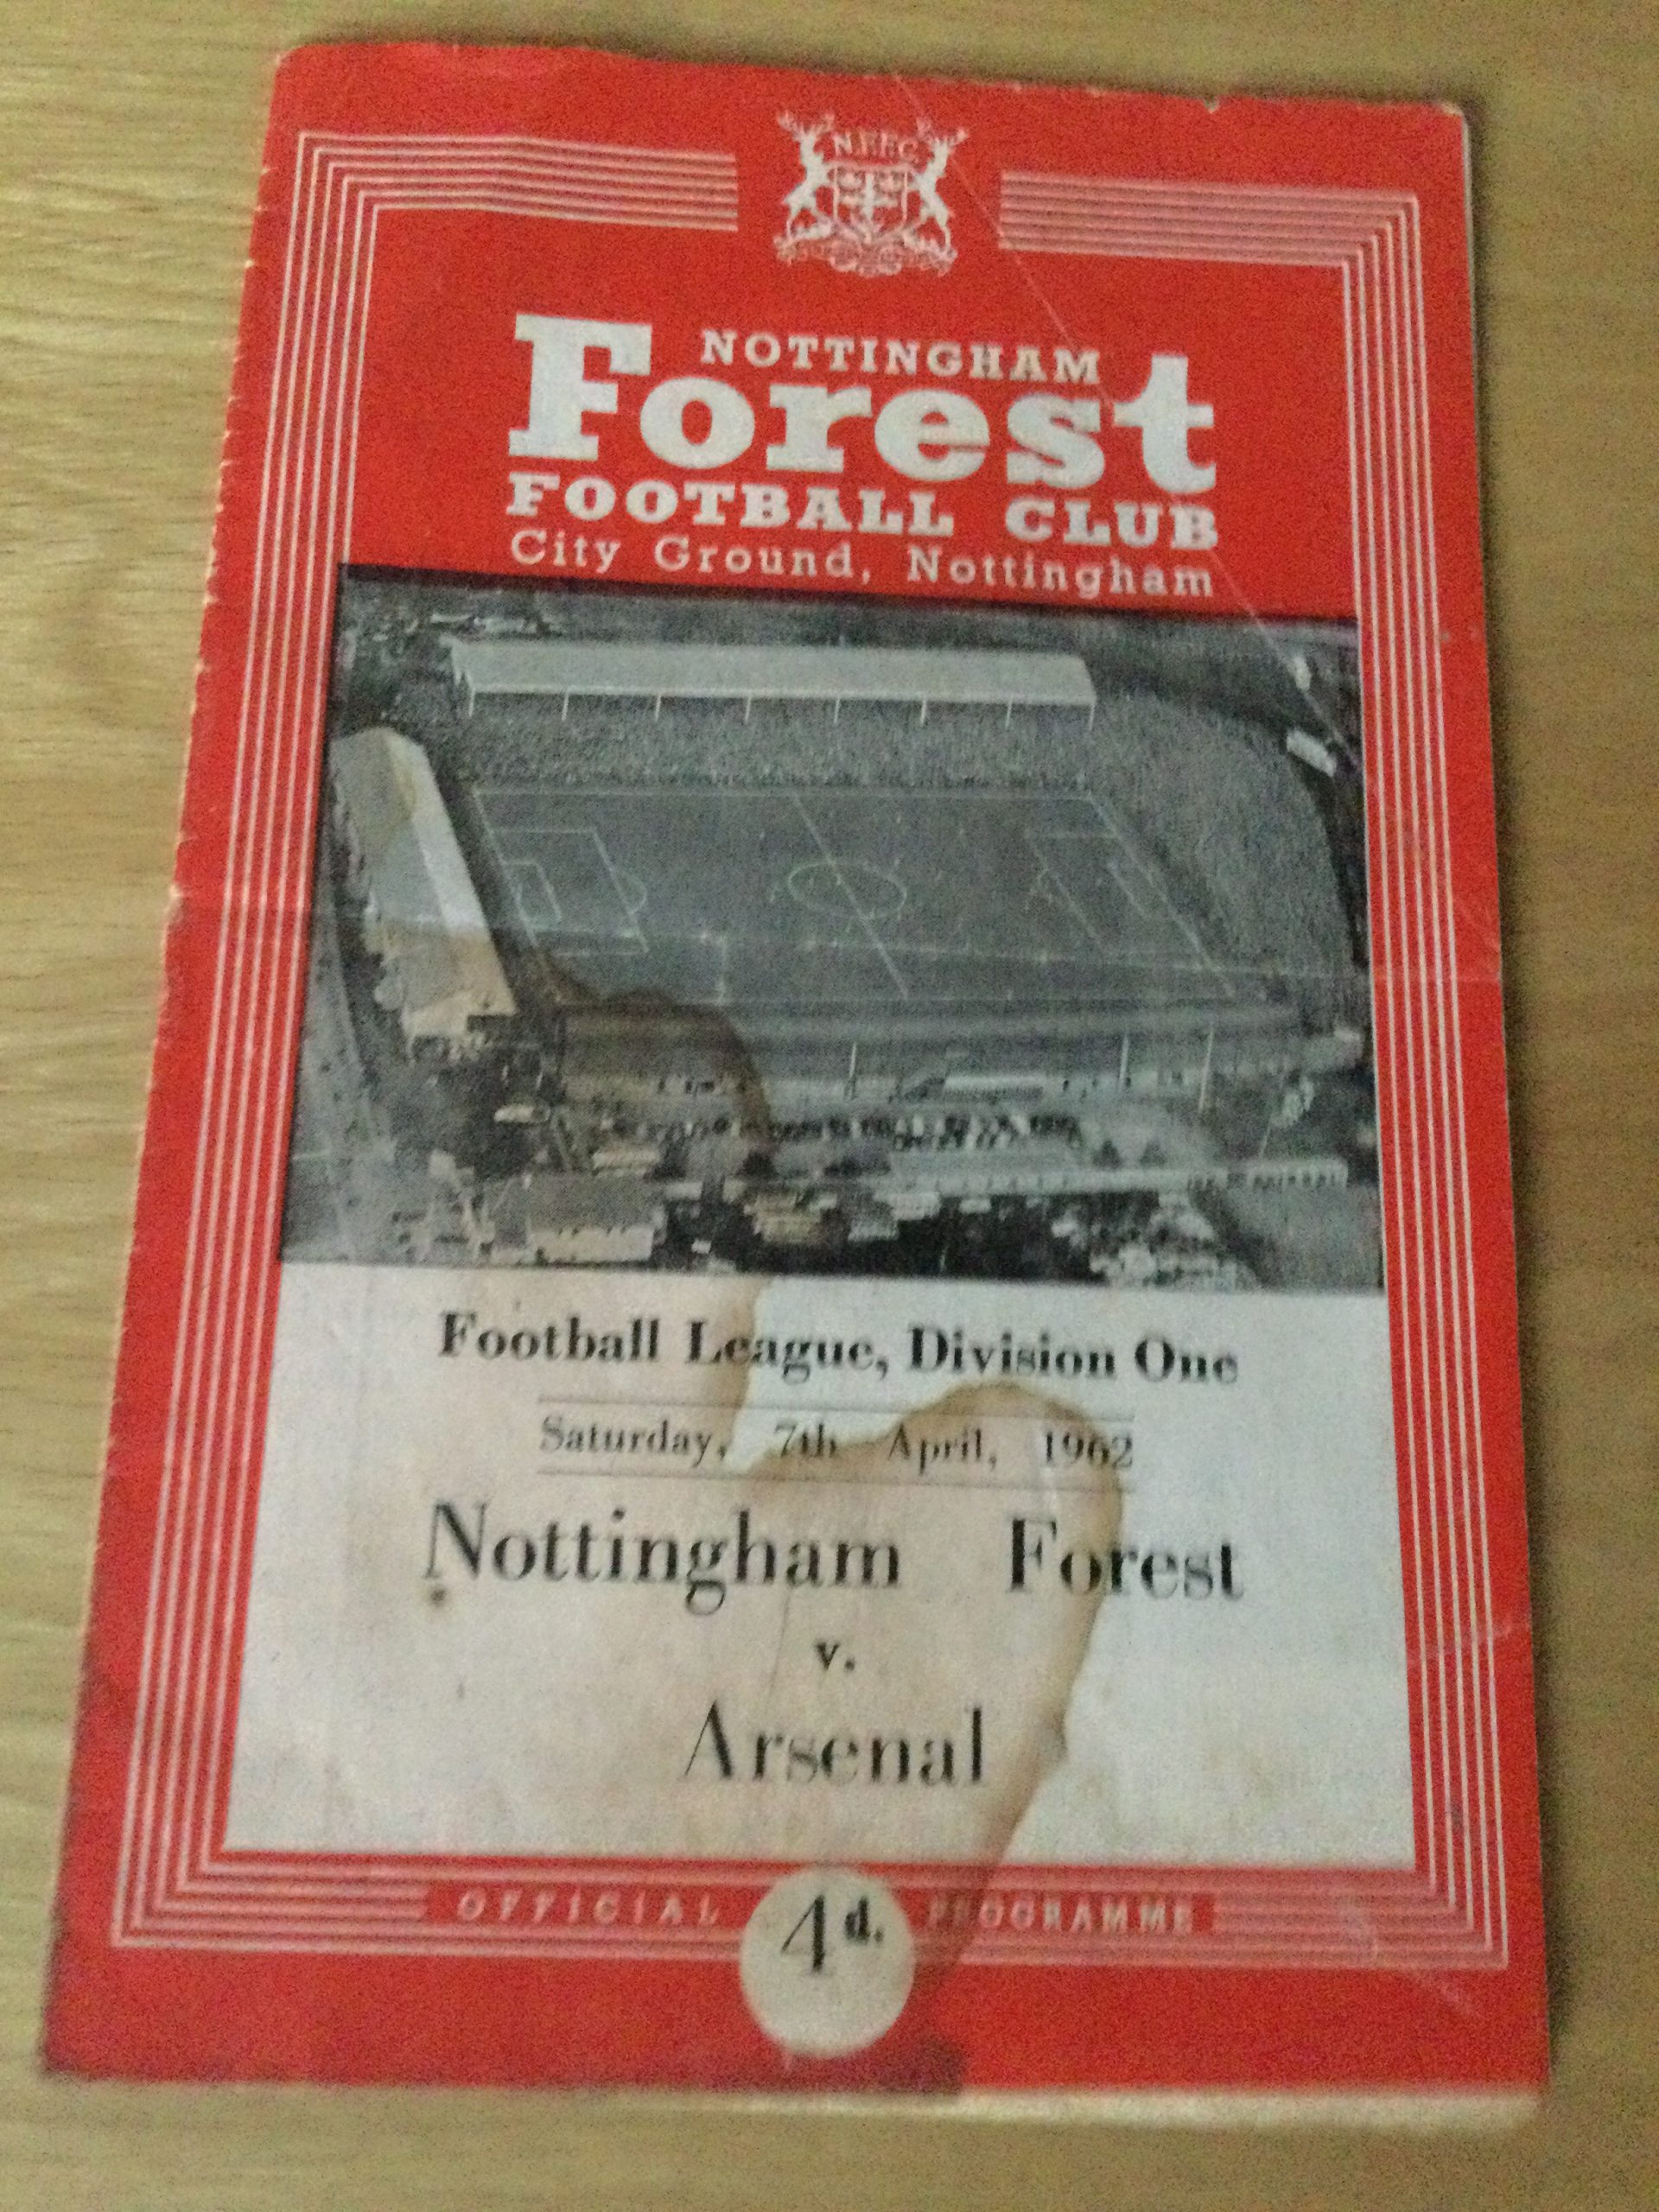 N.F.F.C.
NOTTINGHAM
Forest
FOOTBALL CLUB
City Ground, Nottingham
Football League, Division One
Saturday, 7th April, 1962
Nottingham Forest
v.
Arsenal
OFFICIAL 4d. PROGRAMME